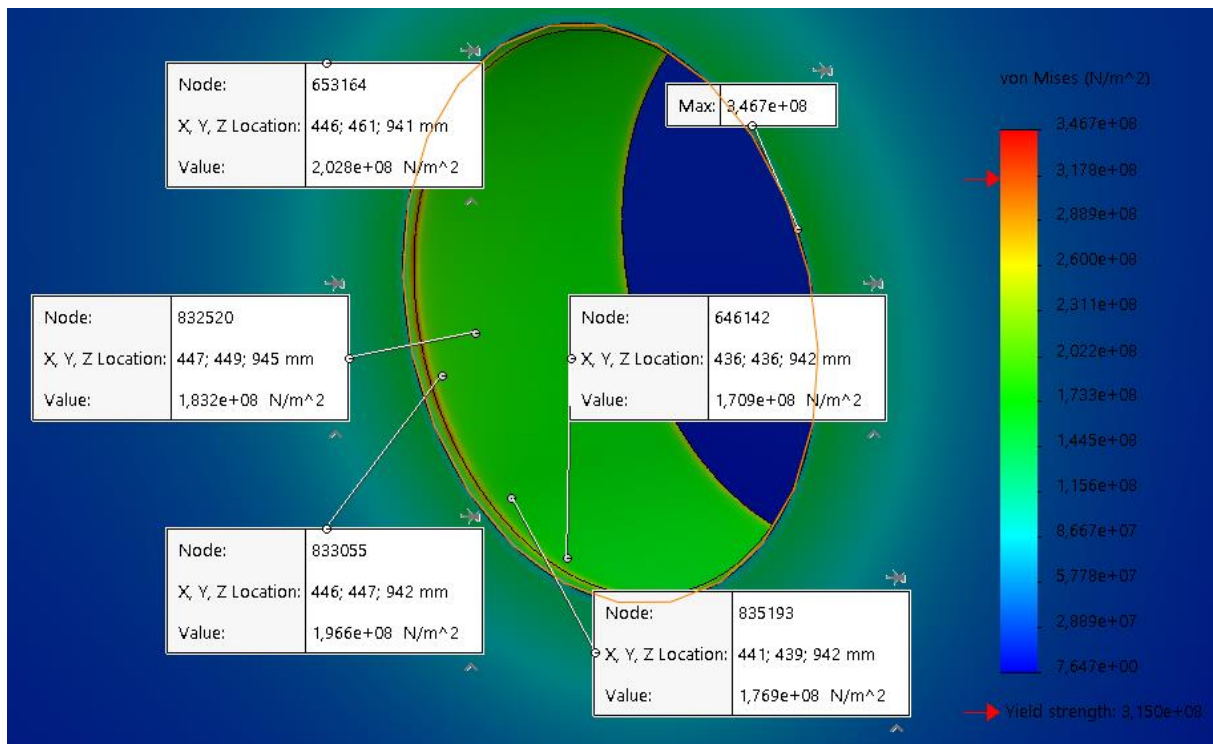 Node: 653164
X, Y, Z Location: 446; 461; 941 mm
Value: 2,028e+08 N/m^2
Max: 3,467e+08
von Mises (N/m^2)
3,467e+08
3,178e+08
2,889e+08
2,600e+08
2,311e+08
2,022e+08
1,733e+08
1,445e+08
1,156e+08
8,667e+07
5,778e+07
2,889e+07
7,647e+00
Yield strength: 3,150e+08
Node: 832520
X, Y, Z Location: 447; 449; 945 mm
Value: 1,832e+08 N/m^2
Node: 646142
X, Y, Z Location: 436; 436; 942 mm
Value: 1,709e+08 N/m^2
Node: 833055
X, Y, Z Location: 446; 447; 942 mm
Value: 1,966e+08 N/m^2
Node: 835193
X, Y, Z Location: 441; 439; 942 mm
Value: 1,769e+08 N/m^2